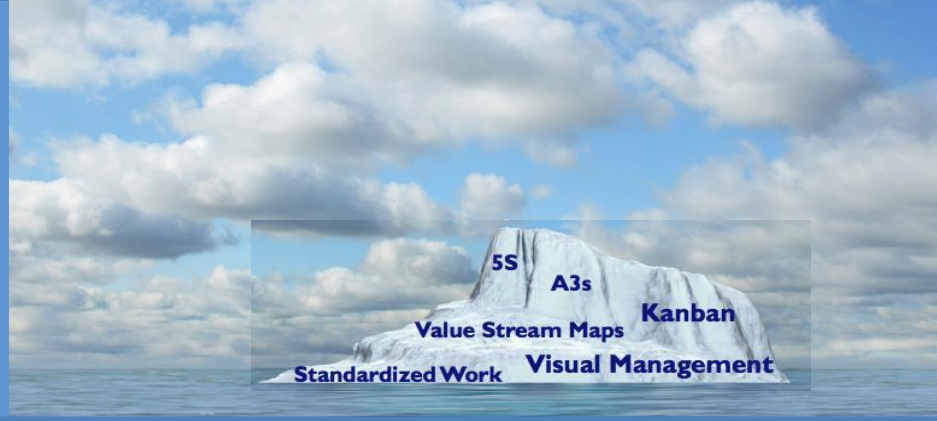 5S
A3s
Kanban
Value Stream Maps
Visual Management
Standardized Work